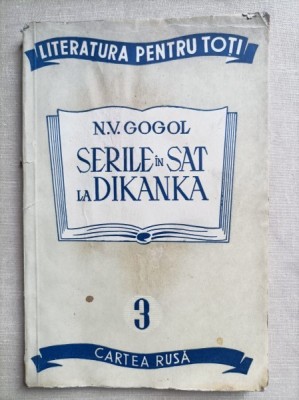 LITERATURA PENTRU TOȚI
N.V. GOGOL
SERILE ÎN SAT
LA DIKANKA
3
CARTEA RUSĂ